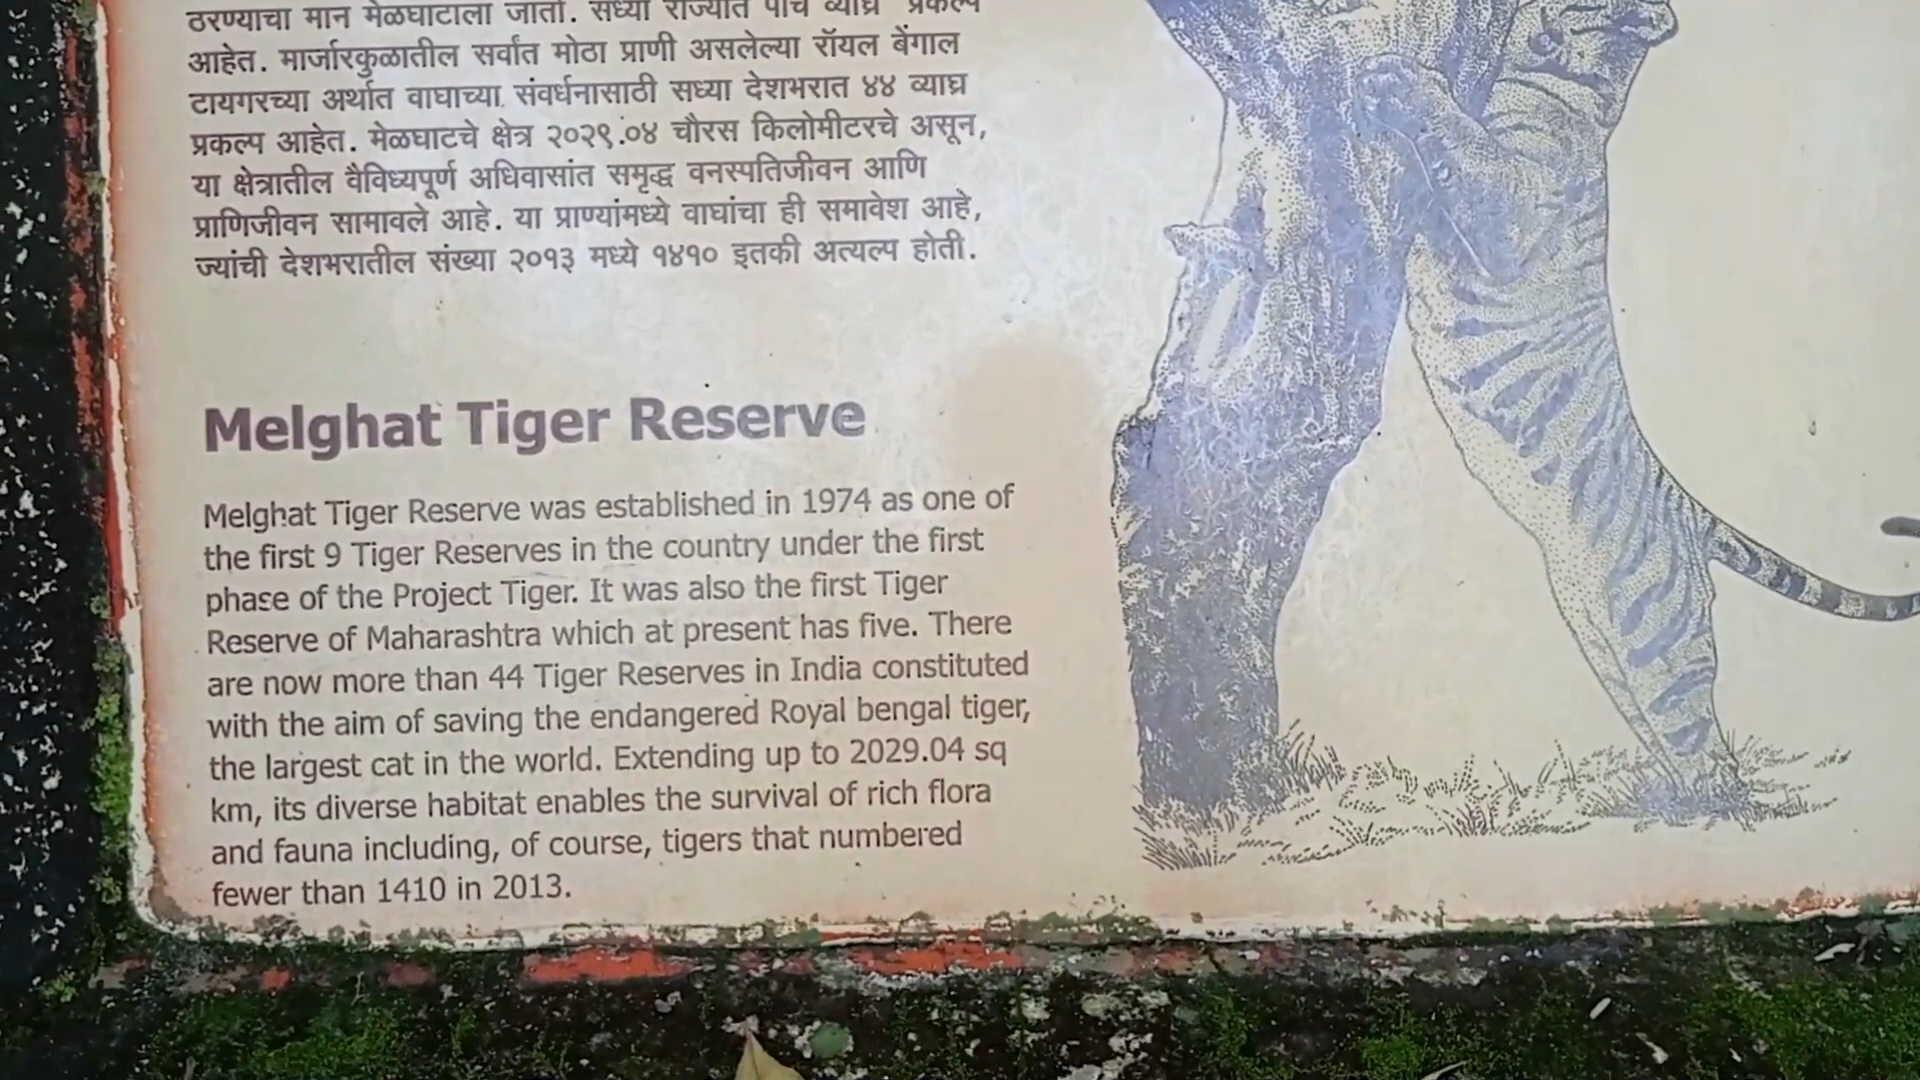 ठरण्याचा मान मेळघाटाला जातो. सध्या राज्यात पाच व्याघ्र प्रकल्प
आहेत. मार्जारकुळातील सर्वांत मोठा प्राणी असलेल्या रॉयल बेंगाल
टायगरच्या अर्थात वाघाच्या संवर्धनासाठी सध्या देशभरात ४४ व्याघ्र
प्रकल्प आहेत. मेळघाटचे क्षेत्र २०२९.०४ चौरस किलोमीटरचे असून,
या क्षेत्रातील वैविध्यपूर्ण अधिवासांत समृद्ध वनस्पतिजीवन आणि
प्राणिजीवन सामावले आहे. या प्राण्यांमध्ये वाघांचा ही समावेश आहे,
ज्यांची देशभरातील संख्या २०१३ मध्ये १४१० इतकी अत्यल्प होती.
Melghat Tiger Reserve
Melghat Tiger Reserve was established in 1974 as one of
the first 9 Tiger Reserves in the country under the first
phase of the Project Tiger. It was also the first Tiger
Reserve of Maharashtra which at present has five. There
are now more than 44 Tiger Reserves in India constituted
with the aim of saving the endangered Royal bengal tiger,
the largest cat in the world. Extending up to 2029.04 sq
km, its diverse habitat enables the survival of rich flora
and fauna including, of course, tigers that numbered
fewer than 1410 in 2013.